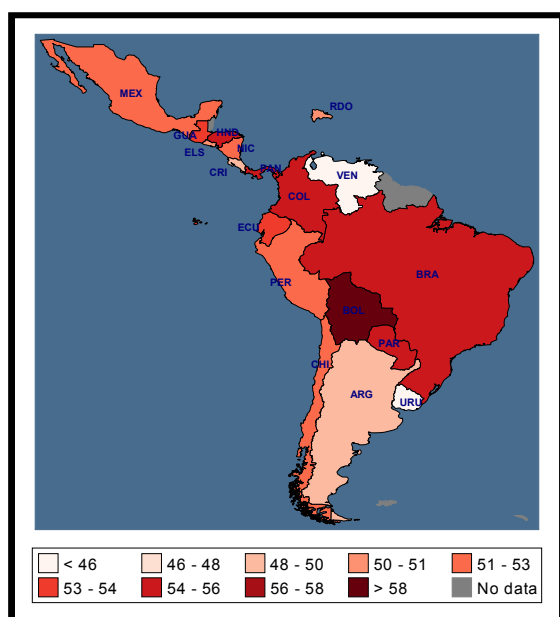 MEX
RDO
GUA
HND
ELS
NIC
CRI
PAN
VEN
COL
ECU
PER
BRA
BOL
PAR
CHI
ARG
URU
< 46
46 - 48
48 - 50
50 - 51
51 - 53
53 - 54
54 - 56
56 - 58
> 58
No data